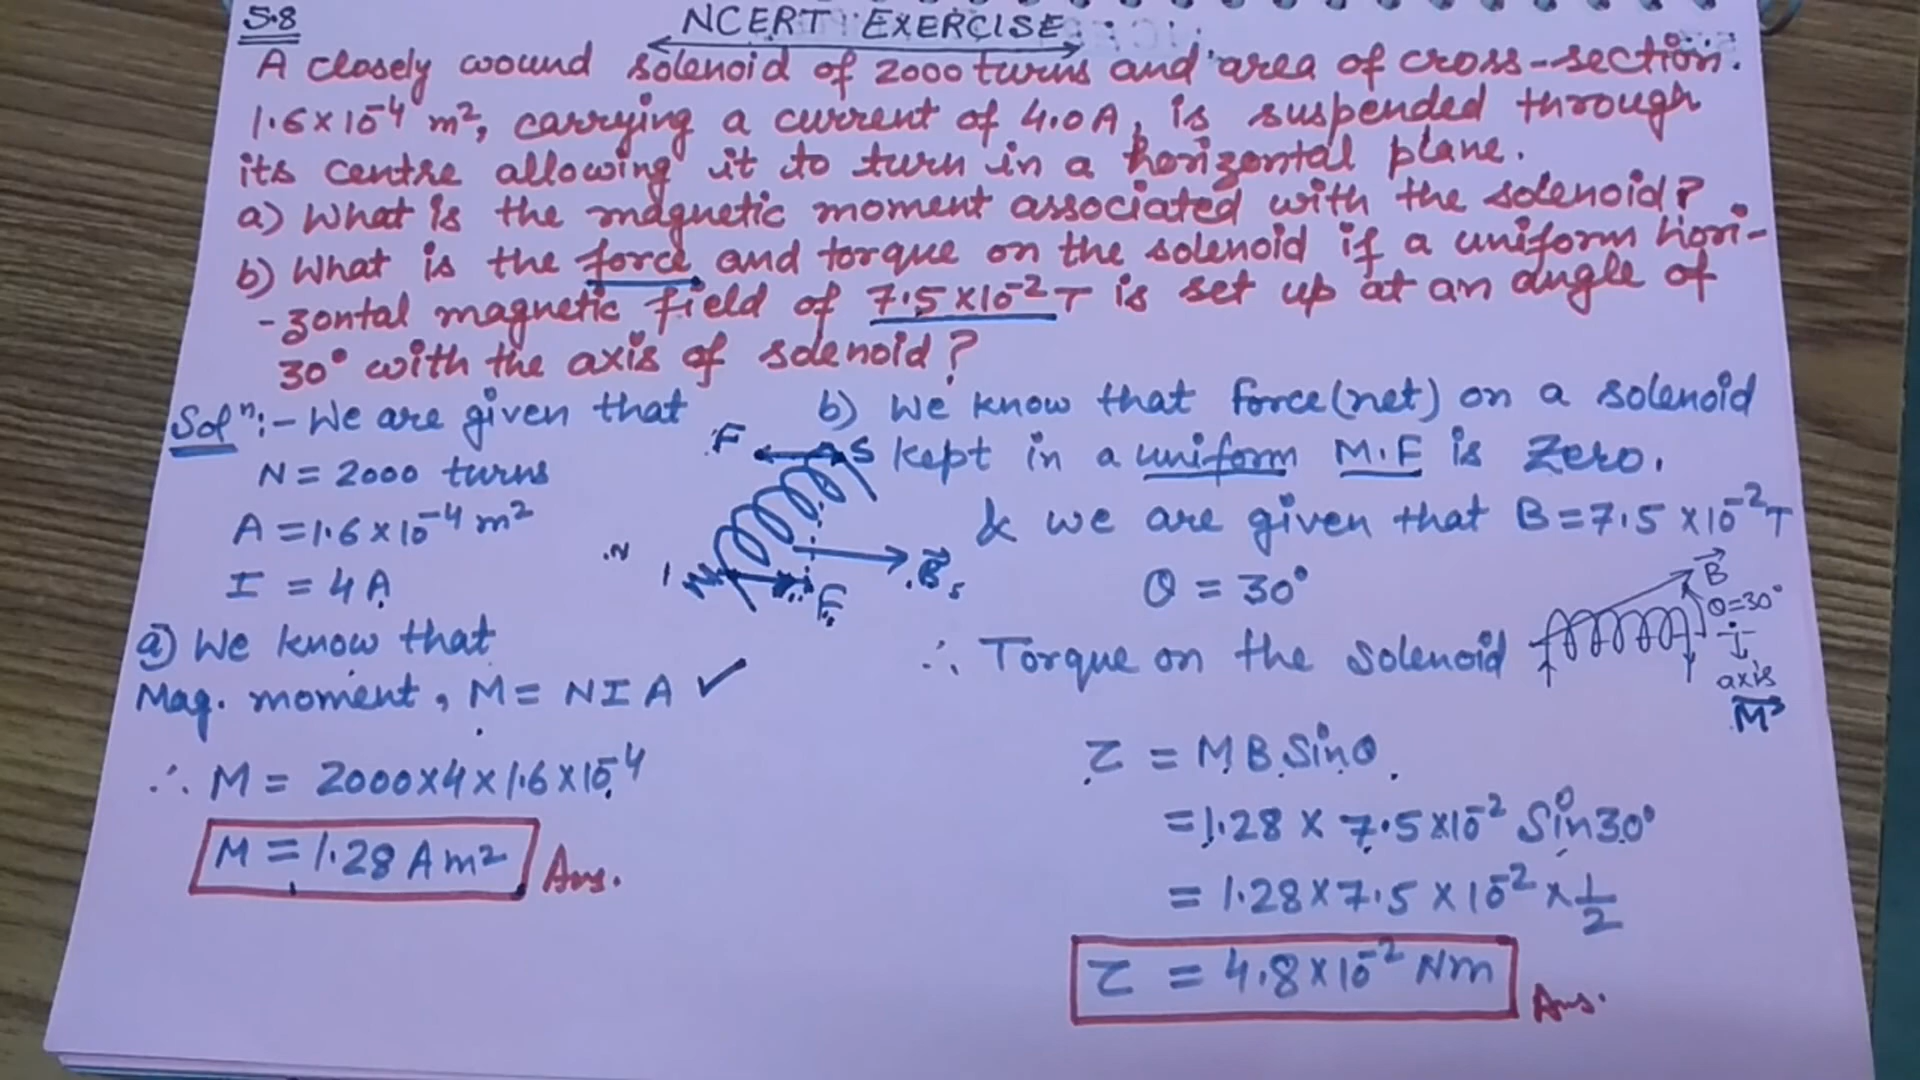 5.8
NCERT EXERCISE
A closely wound solenoid of 2000 turns and area of cross-section.
1.6×10⁻⁴ m², carrying a current of 4.0A, is suspended through
its centre allowing it to turn in a horizontal plane.
a) What is the magnetic moment associated with the solenoid?
b) What is the force and torque on the solenoid if a uniform hori-
-zontal magnetic field of 7.5×10⁻² T is set up at an angle of
30° with the axis of solenoid?
Solⁿ:- We are given that
N = 2000 turns
A = 1.6×10⁻⁴ m²
I = 4A
a) We know that
Mag. moment, M = NIA ✓
∴ M = 2000×4×1.6×10⁻⁴
M = 1.28 Am²
Ans.
F
S
N
B
F
b) We know that force(net) on a solenoid
kept in a uniform M.F is Zero.
& we are given that B = 7.5×10⁻² T
θ = 30°
∴ Torque on the solenoid
B
θ=30°
axis
M
τ = MB Sinθ
= 1.28 × 7.5×10⁻² Sin30°
= 1.28×7.5×10⁻² × 1/2
τ = 4.8×10⁻² Nm
Ans.